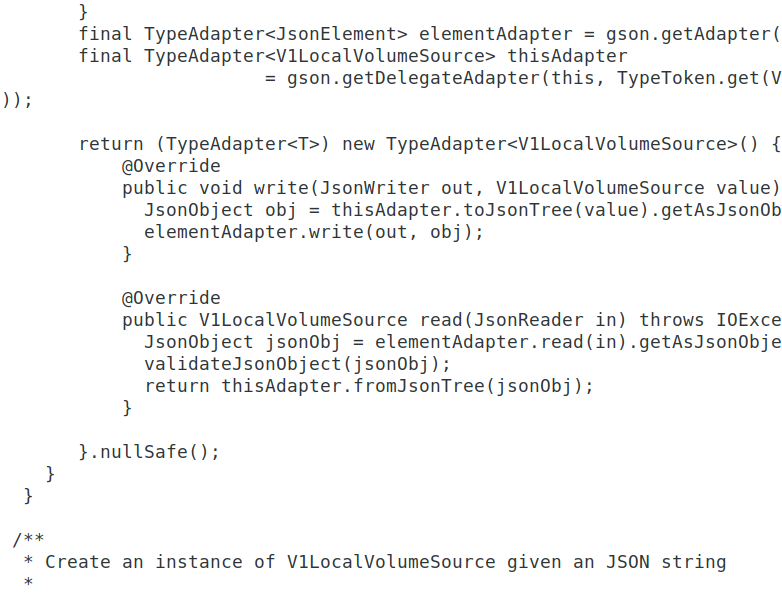 }
       final TypeAdapter<JsonElement> elementAdapter = gson.getAdapter(
       final TypeAdapter<V1LocalVolumeSource> thisAdapter
                        = gson.getDelegateAdapter(this, TypeToken.get(V
));

       return (TypeAdapter<T>) new TypeAdapter<V1LocalVolumeSource>() {
           @Override
           public void write(JsonWriter out, V1LocalVolumeSource value)
             JsonObject obj = thisAdapter.toJsonTree(value).getAsJsonOb
             elementAdapter.write(out, obj);
           }

           @Override
           public V1LocalVolumeSource read(JsonReader in) throws IOExce
             JsonObject jsonObj = elementAdapter.read(in).getAsJsonObje
             validateJsonObject(jsonObj);
             return thisAdapter.fromJsonTree(jsonObj);
           }

       }.nullSafe();
    }
  }

 /**
  * Create an instance of V1LocalVolumeSource given an JSON string
  *